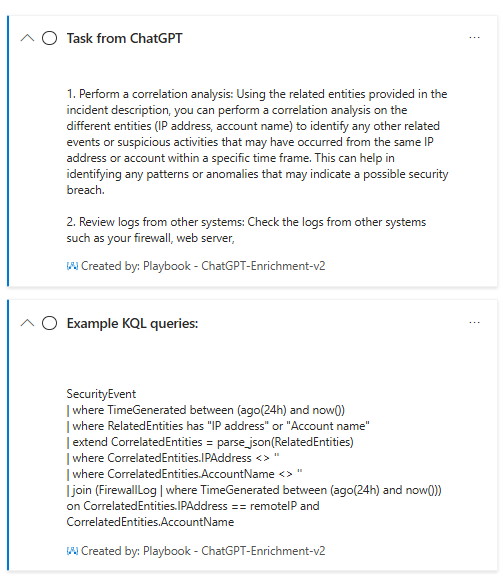 Task from ChatGPT
1. Perform a correlation analysis: Using the related entities provided in the
incident description, you can perform a correlation analysis on the
different entities (IP address, account name) to identify any other related
events or suspicious activities that may have occurred from the same IP
address or account within a specific time frame. This can help in
identifying any patterns or anomalies that may indicate a possible security
breach.
2. Review logs from other systems: Check the logs from other systems
such as your firewall, web server,
Created by: Playbook - ChatGPT-Enrichment-v2
Example KQL queries:
SecurityEvent
| where TimeGenerated between (ago(24h) and now())
| where RelatedEntities has "IP address" or "Account name"
| extend CorrelatedEntities = parse_json(RelatedEntities)
| where CorrelatedEntities.IPAddress <> ''
| where CorrelatedEntities.AccountName <> ''
| join (FirewallLog | where TimeGenerated between (ago(24h) and now()))
on CorrelatedEntities.IPAddress == remoteIP and
CorrelatedEntities.AccountName
Created by: Playbook - ChatGPT-Enrichment-v2